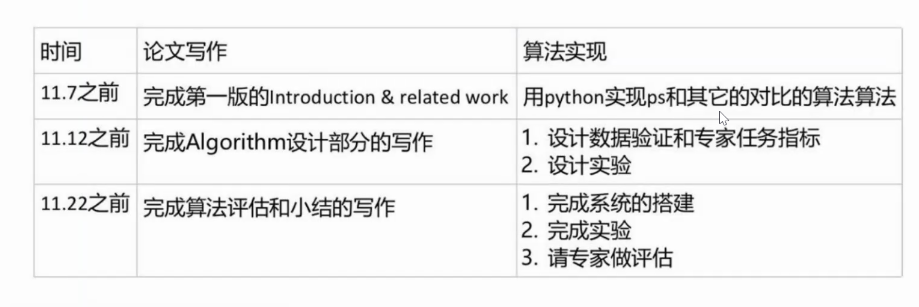 时间 论文写作 算法实现
11.7之前 完成第一版的Introduction & related work 用python实现ps和其它的对比的算法算法
11.12之前 完成Algorithm设计部分的写作 1. 设计数据验证和专家任务指标
2. 设计实验
11.22之前 完成算法评估和小结的写作 1. 完成系统的搭建
2. 完成实验
3. 请专家做评估